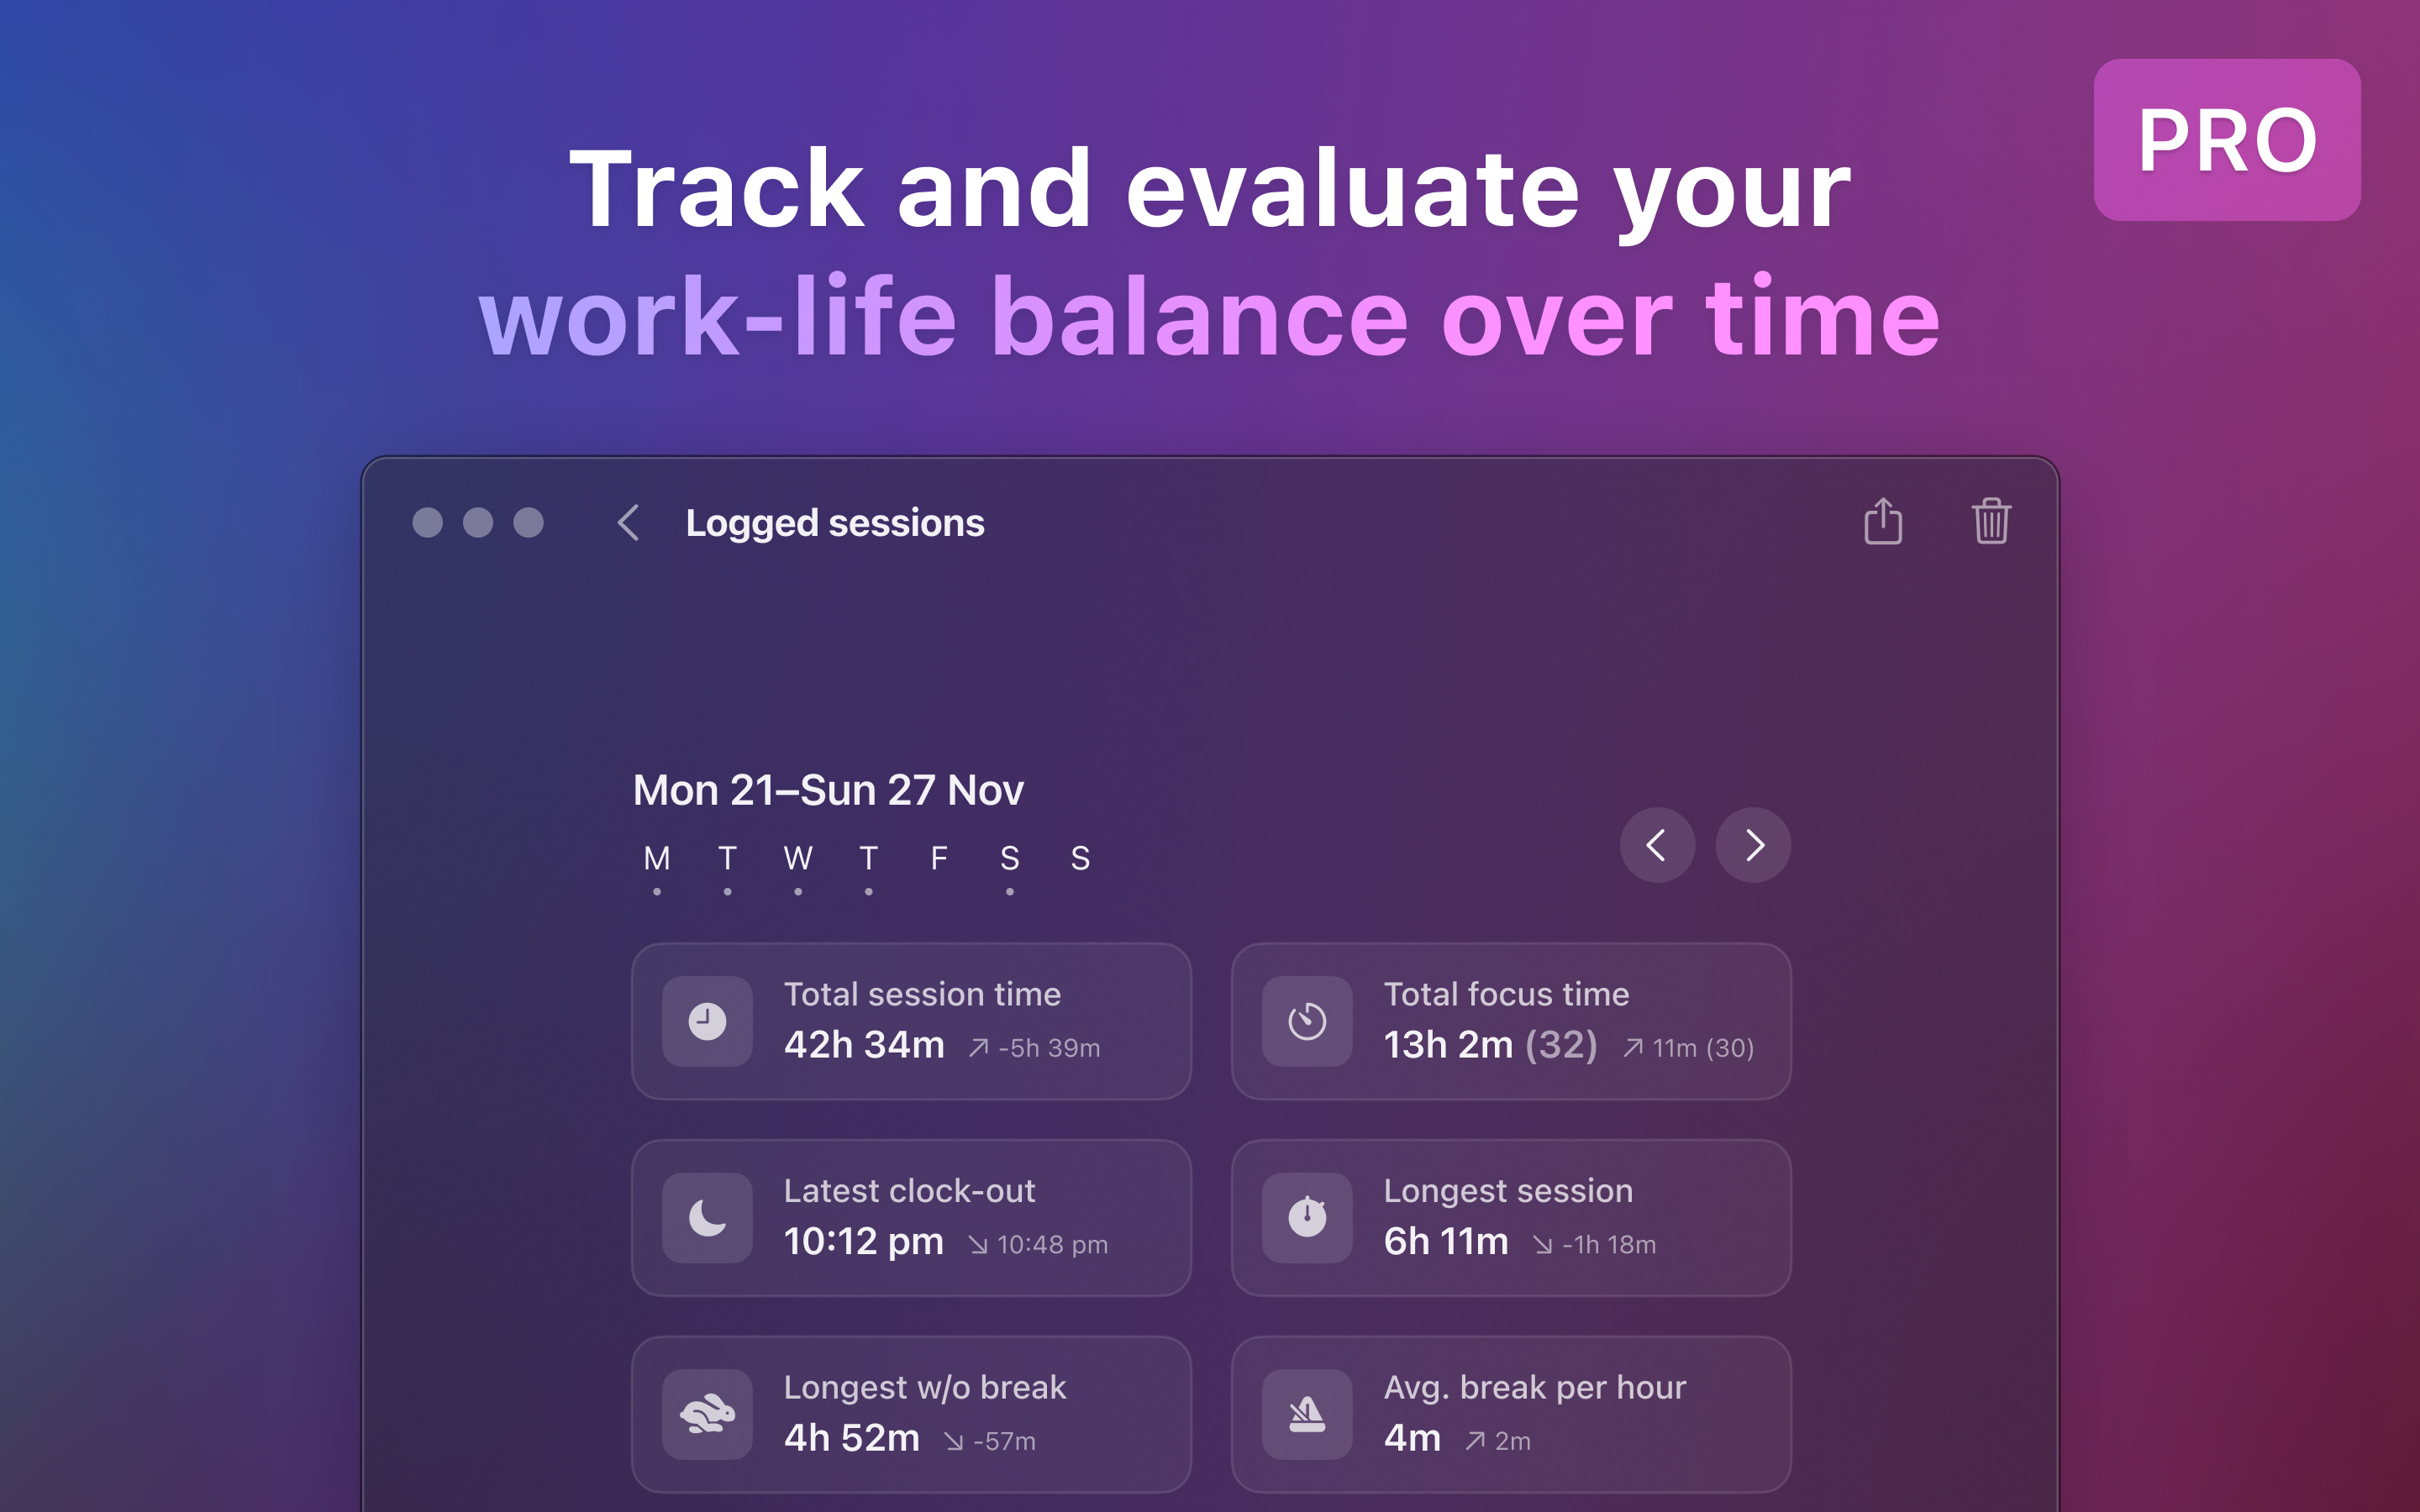 PRO
Track and evaluate your
work-life balance over time
Logged sessions
Mon 21–Sun 27 Nov
M T W T F S S
Total session time
42h 34m -5h 39m
Total focus time
13h 2m (32) 11m (30)
Latest clock-out
10:12 pm 10:48 pm
Longest session
6h 11m -1h 18m
Longest w/o break
4h 52m -57m
Avg. break per hour
4m 2m